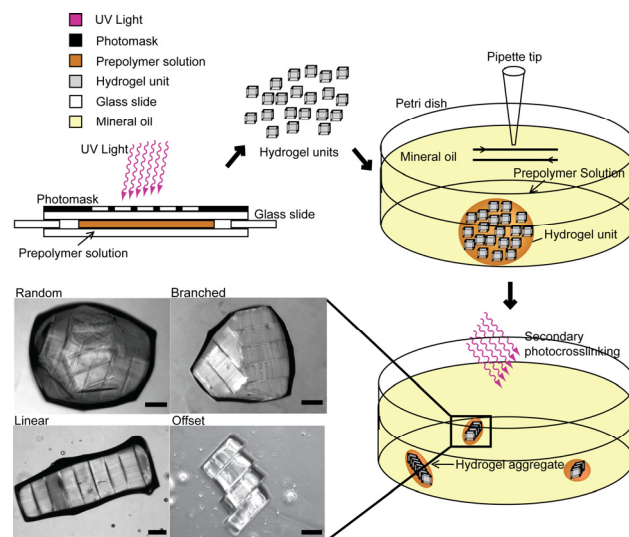 UV Light
Photomask
Prepolymer solution
Hydrogel unit
Glass slide
Mineral oil
UV Light
Photomask
Glass slide
Prepolymer solution
Hydrogel units
Pipette tip
Petri dish
Mineral oil
Prepolymer Solution
Hydrogel unit
Random
Branched
Linear
Offset
Secondary
photocrosslinking
Hydrogel aggregate